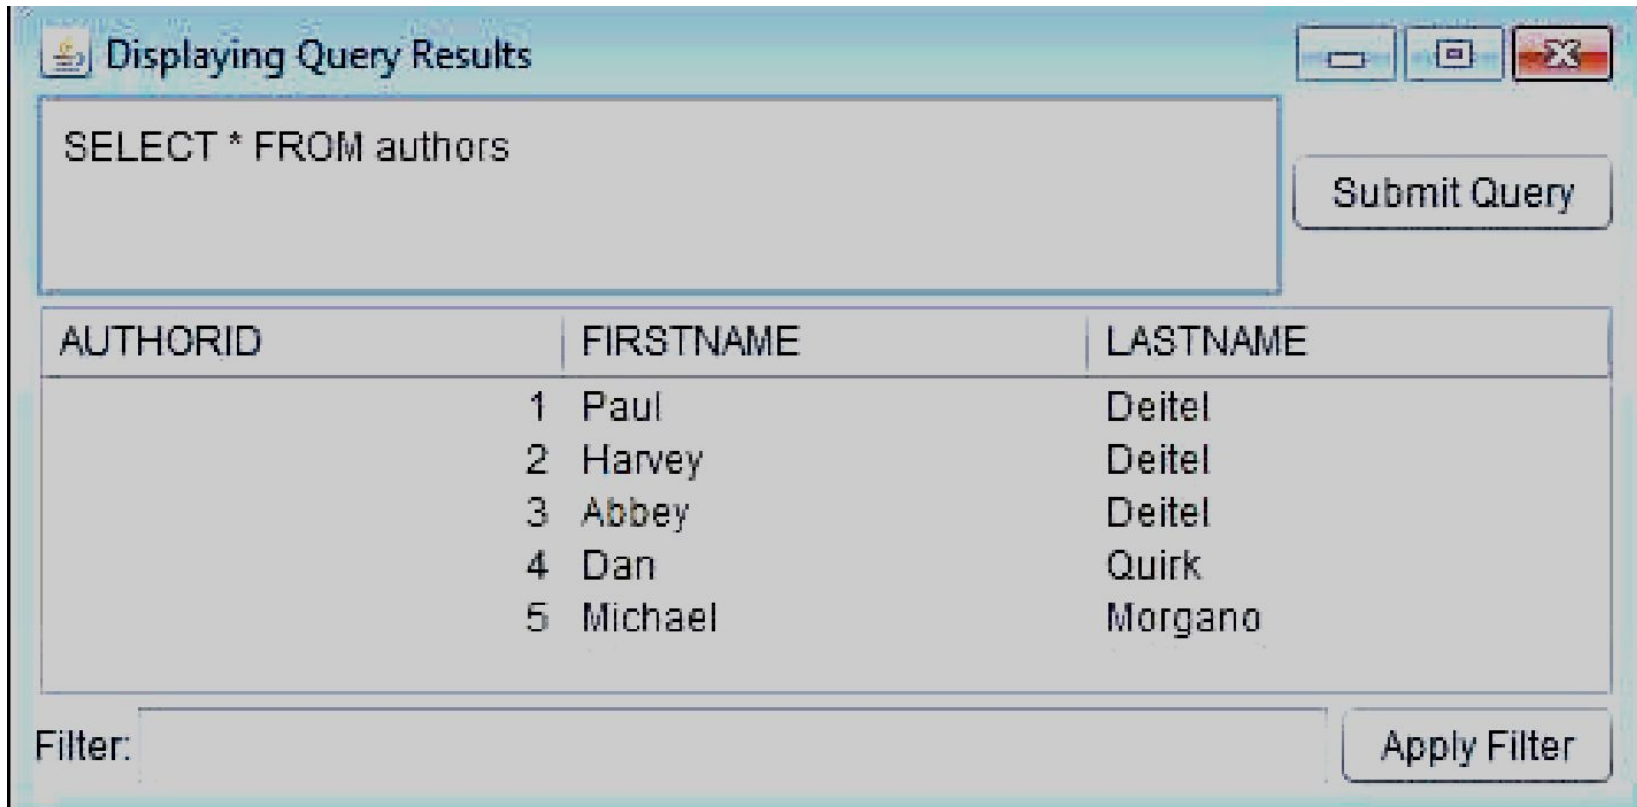 Displaying Query Results
SELECT * FROM authors
Submit Query
AUTHORID FIRSTNAME LASTNAME
1 Paul Deitel
2 Harvey Deitel
3 Abbey Deitel
4 Dan Quirk
5 Michael Morgano
Filter: Apply Filter